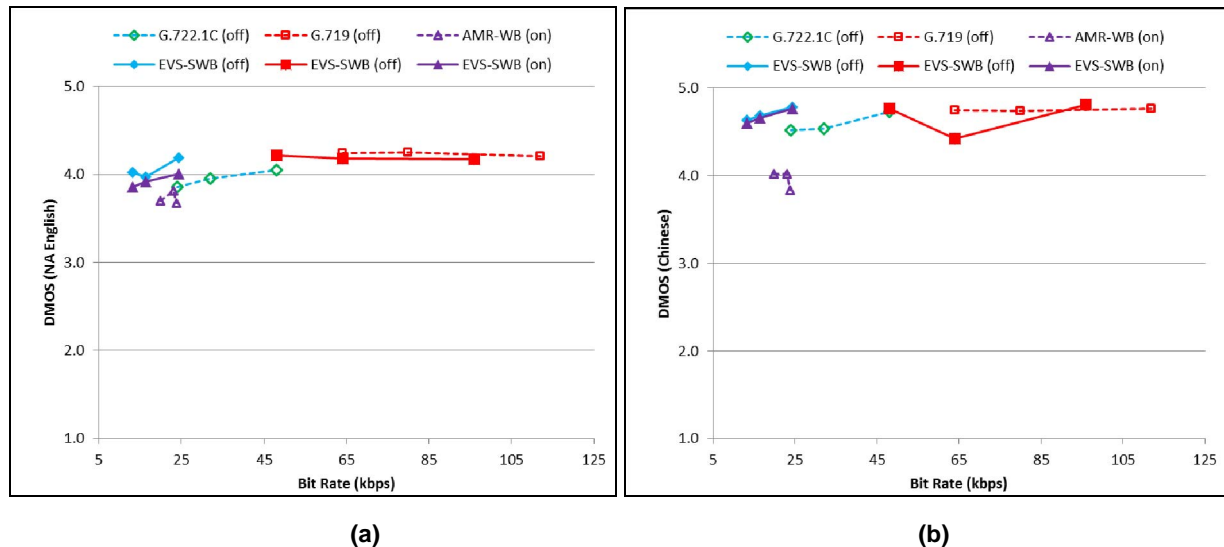 G.722.1C (off) G.719 (off) AMR-WB (on)
EVS-SWB (off) EVS-SWB (off) EVS-SWB (on)
5.0
4.0
3.0
2.0
1.0
DMOS (NA English)
5 25 45 65 85 105 125
Bit Rate (kbps)
(a)
G.722.1C (off) G.719 (off) AMR-WB (on)
EVS-SWB (off) EVS-SWB (off) EVS-SWB (on)
5.0
4.0
3.0
2.0
1.0
DMOS (Chinese)
5 25 45 65 85 105 125
Bit Rate (kbps)
(b)